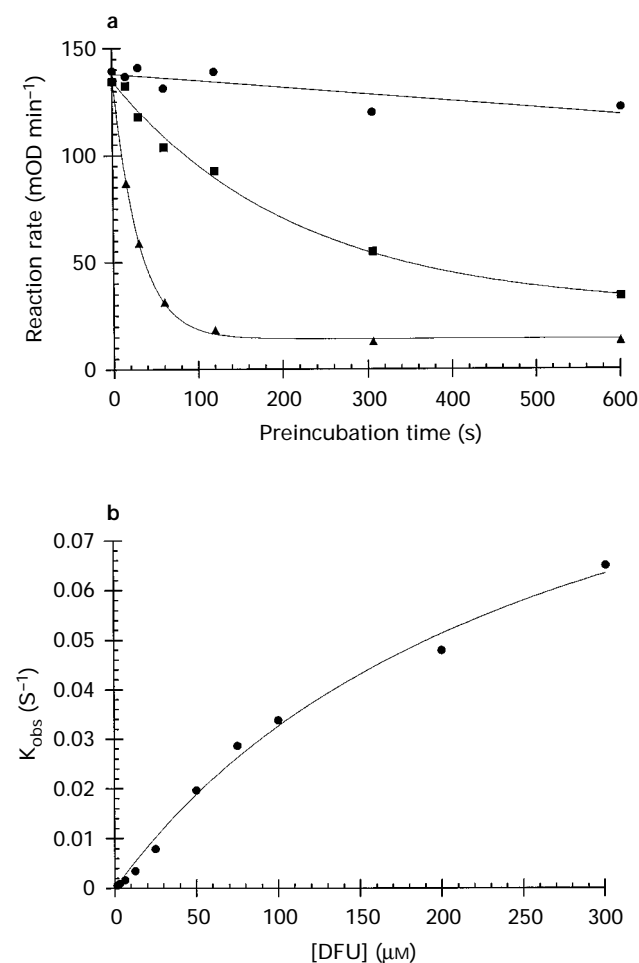 a
150
100
50
0
Reaction rate (mOD min⁻¹)
0 100 200 300 400 500 600
Preincubation time (s)
b
0.07
0.06
0.05
0.04
0.03
0.02
0.01
0
K_obs (S⁻¹)
0 50 100 150 200 250 300
[DFU] (μM)